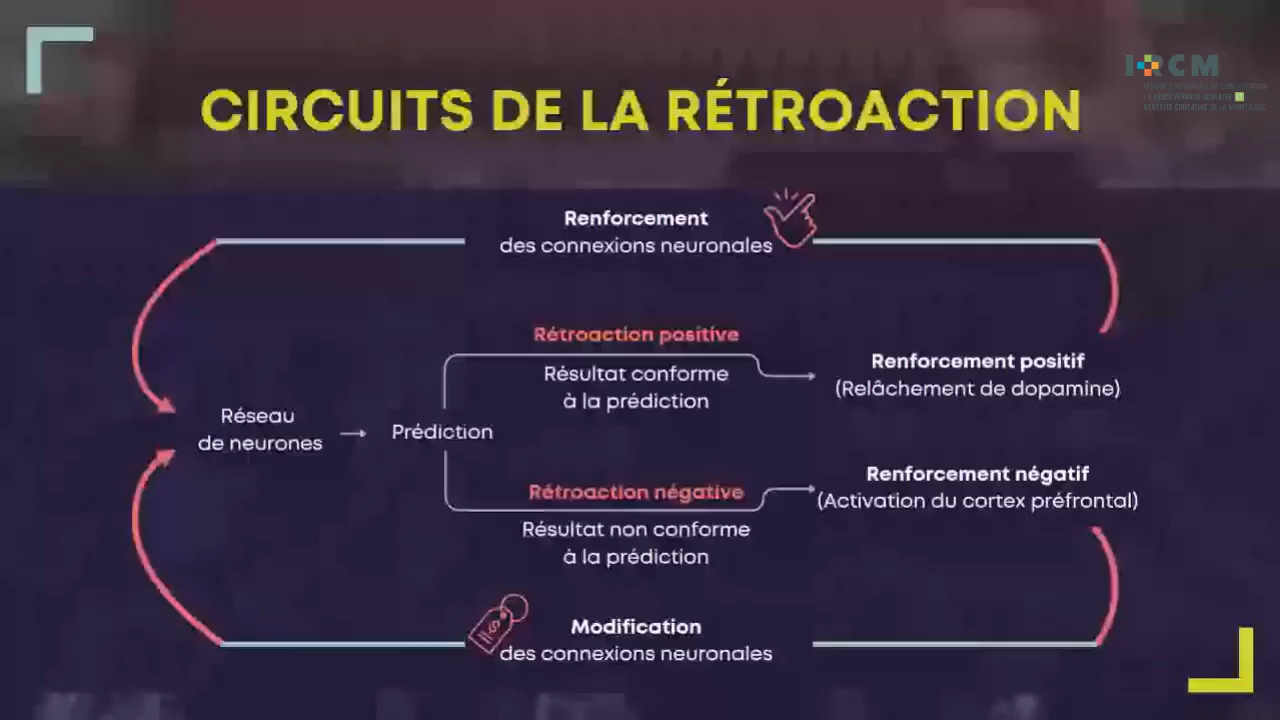 IRCM
CIRCUITS DE LA RÉTROACTION
Renforcement
des connexions neuronales
Rétroaction positive
Résultat conforme
à la prédiction
Renforcement positif
(Relâchement de dopamine)
Réseau
de neurones
Prédiction
Rétroaction négative
Résultat non conforme
à la prédiction
Renforcement négatif
(Activation du cortex préfrontal)
Modification
des connexions neuronales